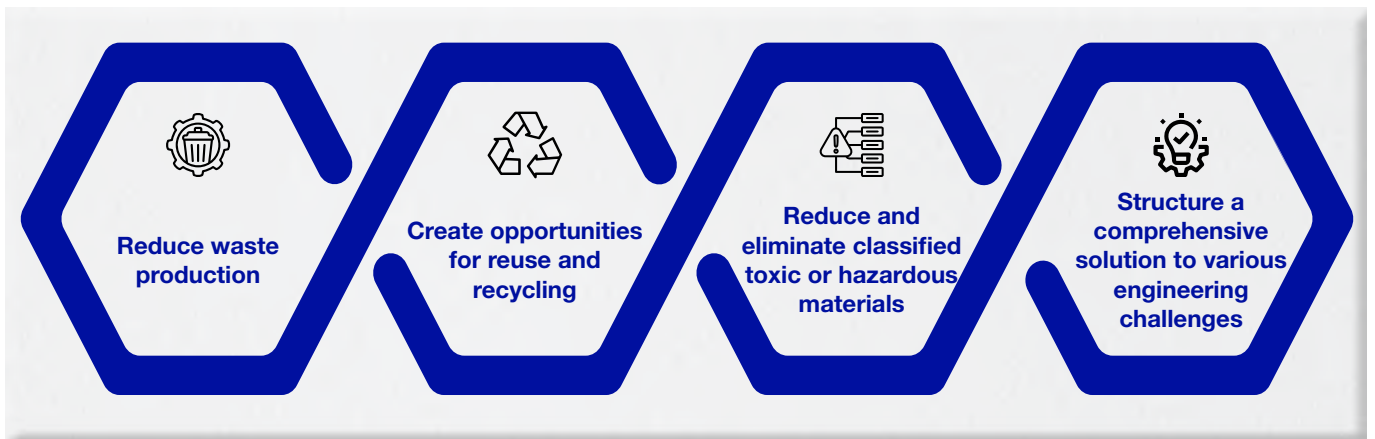 Reduce waste
production
Create opportunities
for reuse and
recycling
Reduce and
eliminate classified
toxic or hazardous
materials
Structure a
comprehensive
solution to various
engineering
challenges